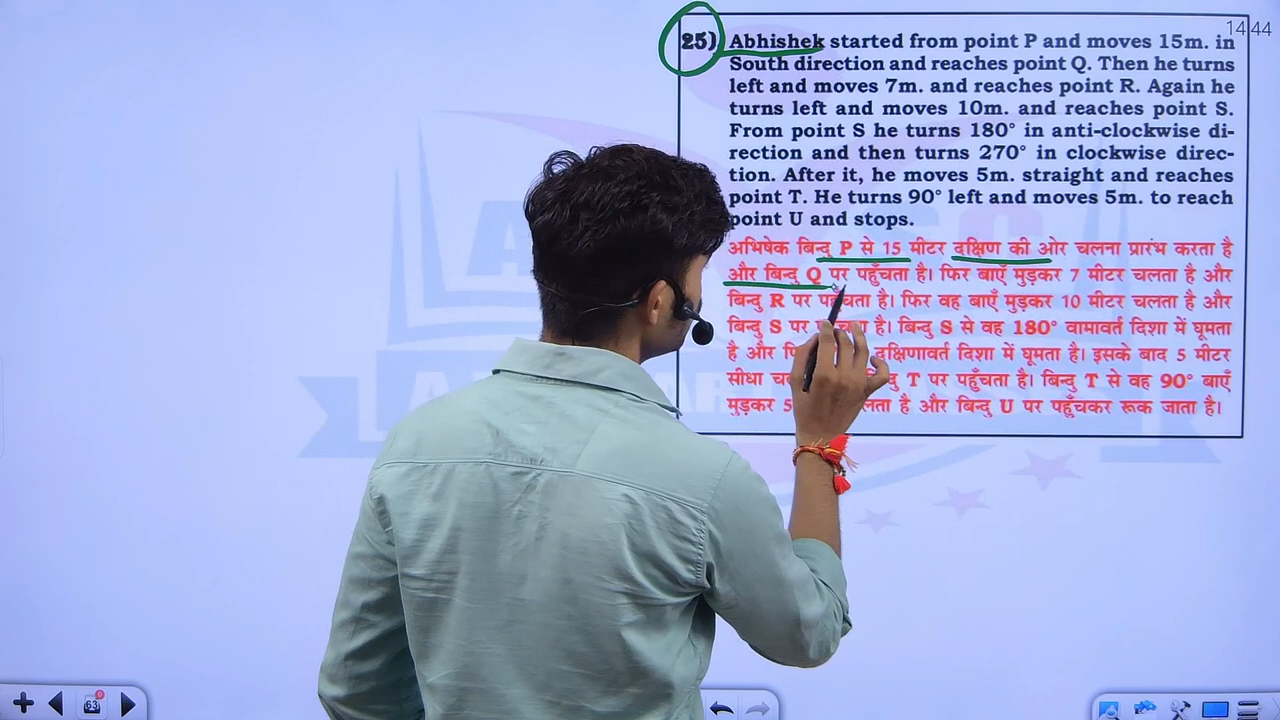 14 44
25) Abhishek started from point P and moves 15m. in
South direction and reaches point Q. Then he turns
left and moves 7m. and reaches point R. Again he
turns left and moves 10m. and reaches point S.
From point S he turns 180° in anti-clockwise di-
rection and then turns 270° in clockwise direc-
tion. After it, he moves 5m. straight and reaches
point T. He turns 90° left and moves 5m. to reach
point U and stops.
अभिषेक बिन्दु P से 15 मीटर दक्षिण की ओर चलना प्रारंभ करता है
और बिन्दु Q पर पहुँचता है। फिर बाएँ मुड़कर 7 मीटर चलता है और
बिन्दु R पर है। फिर वह बाएँ मुड़कर 10 मीटर चलता है और
बिन्दु S पर है। बिन्दु S से वह 180° वामावर्त दिशा में घूमता
है और दक्षिणावर्त दिशा में घूमता है। इसके बाद 5 मीटर
सीधा T पर पहुँचता है। बिन्दु T से वह 90° बाएँ
मुड़कर 5 है और बिन्दु U पर पहुँचकर रूक जाता है।
63